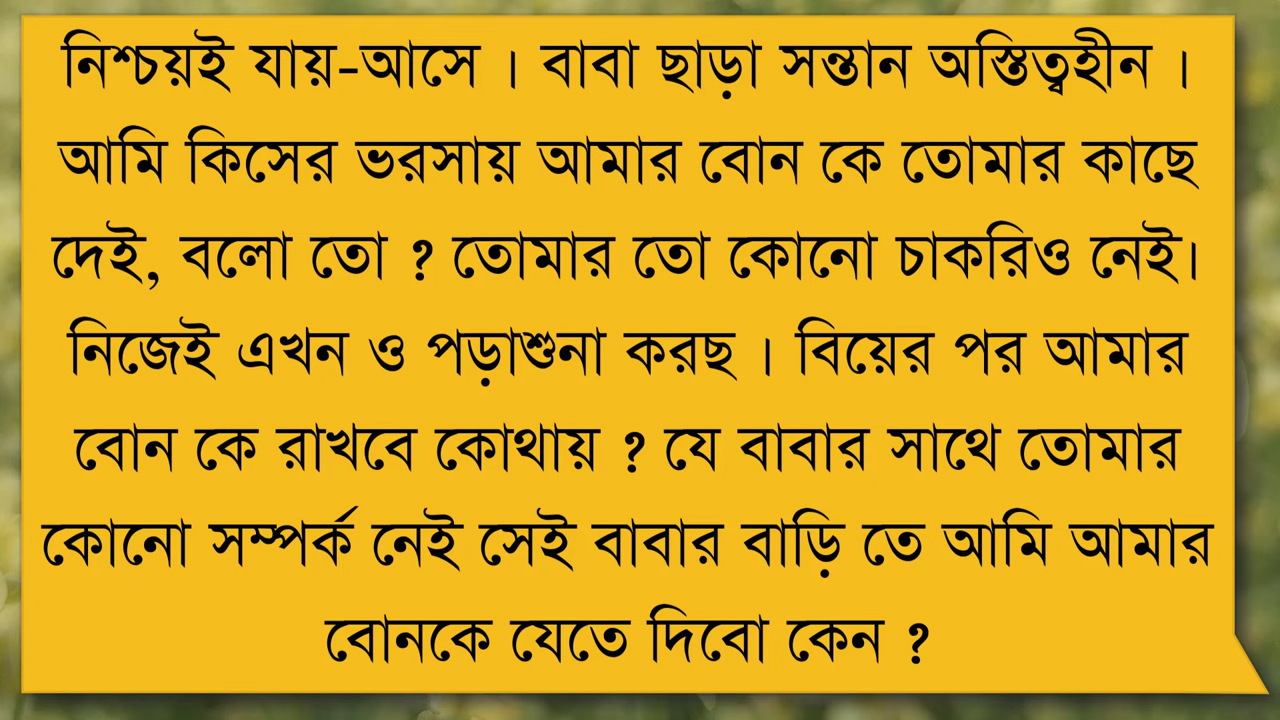 নিশ্চয়ই যায়-আসে । বাবা ছাড়া সন্তান অস্তিত্বহীন ।
আমি কিসের ভরসায় আমার বোন কে তোমার কাছে
দেই, বলো তো ? তোমার তো কোনো চাকরিও নেই।
নিজেই এখন ও পড়াশুনা করছ । বিয়ের পর আমার
বোন কে রাখবে কোথায় ? যে বাবার সাথে তোমার
কোনো সম্পর্ক নেই সেই বাবার বাড়ি তে আমি আমার
বোনকে যেতে দিবো কেন ?